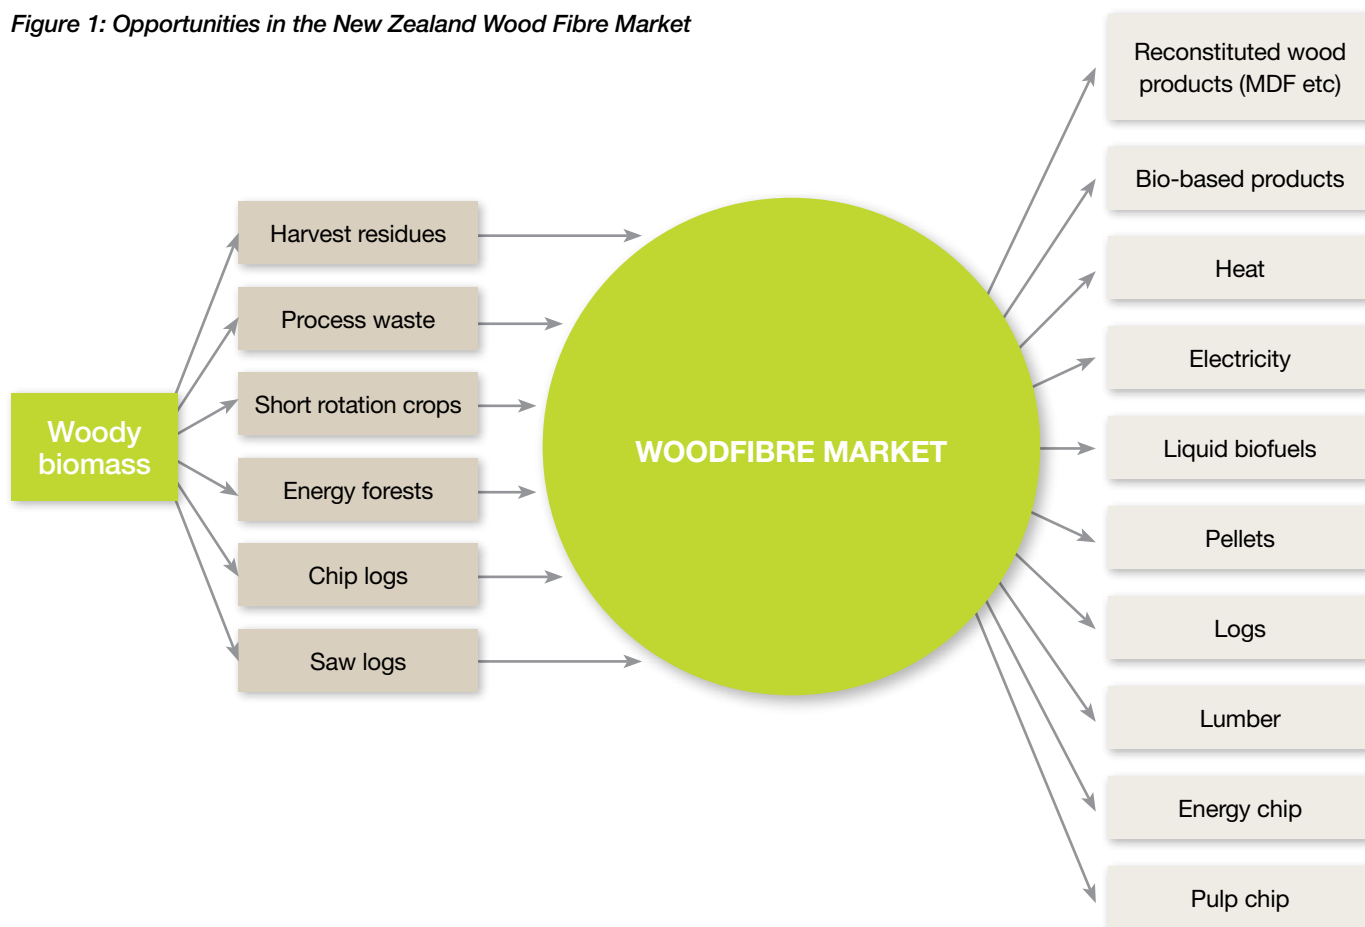 Figure 1: Opportunities in the New Zealand Wood Fibre Market
Woody
biomass
Harvest residues
Process waste
Short rotation crops
Energy forests
Chip logs
Saw logs
WOODFIBRE MARKET
Reconstituted wood
products (MDF etc)
Bio-based products
Heat
Electricity
Liquid biofuels
Pellets
Logs
Lumber
Energy chip
Pulp chip